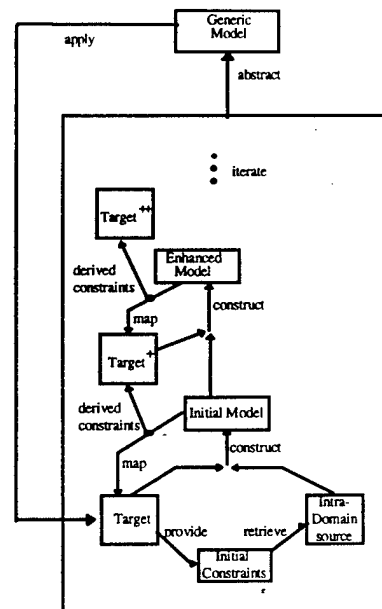 Generic
Model
apply
abstract
iterate
Target ++
Enhanced
Model
derived
constraints
construct
map
Target +
derived
constraints
Initial Model
construct
map
Target
provide
retrieve
Intra-
Domain
source
Initial
Constraints